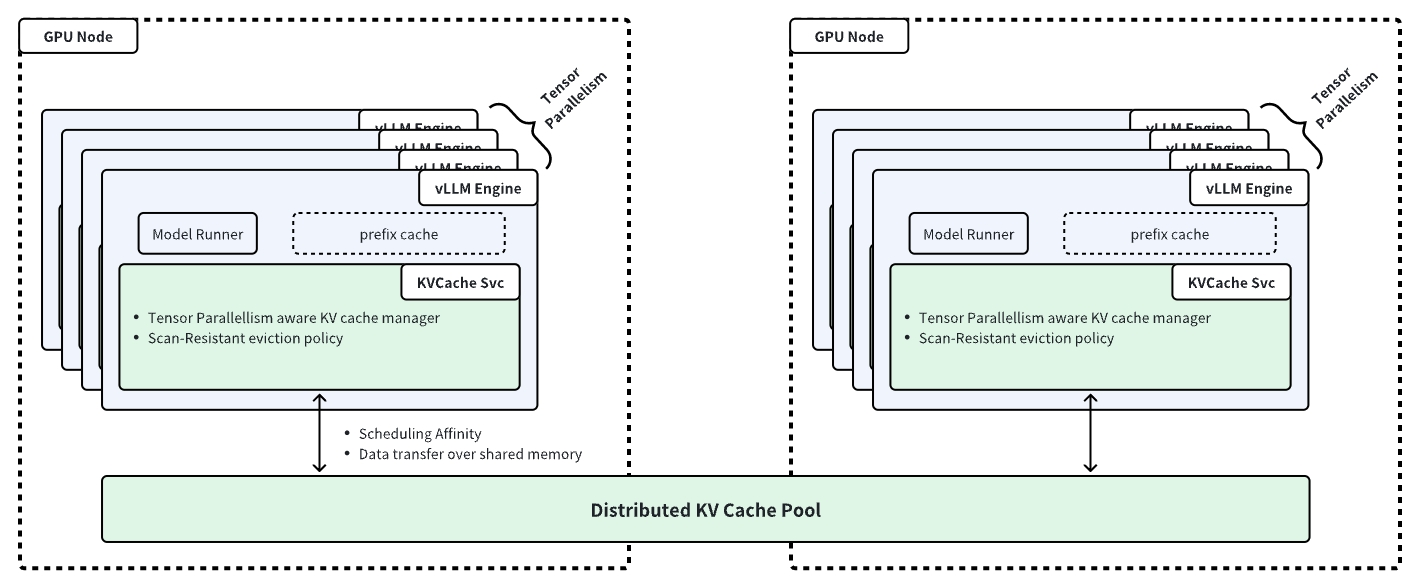 GPU Node
Tensor
Parallelism
vLLM Engine
vLLM Engine
vLLM Engine
vLLM Engine
Model Runner
prefix cache
KVCache Svc
• Tensor Parallellism aware KV cache manager
• Scan-Resistant eviction policy
• Scheduling Affinity
• Data transfer over shared memory
GPU Node
Tensor
Parallelism
vLLM Engine
vLLM Engine
vLLM Engine
vLLM Engine
Model Runner
prefix cache
KVCache Svc
• Tensor Parallellism aware KV cache manager
• Scan-Resistant eviction policy
Distributed KV Cache Pool